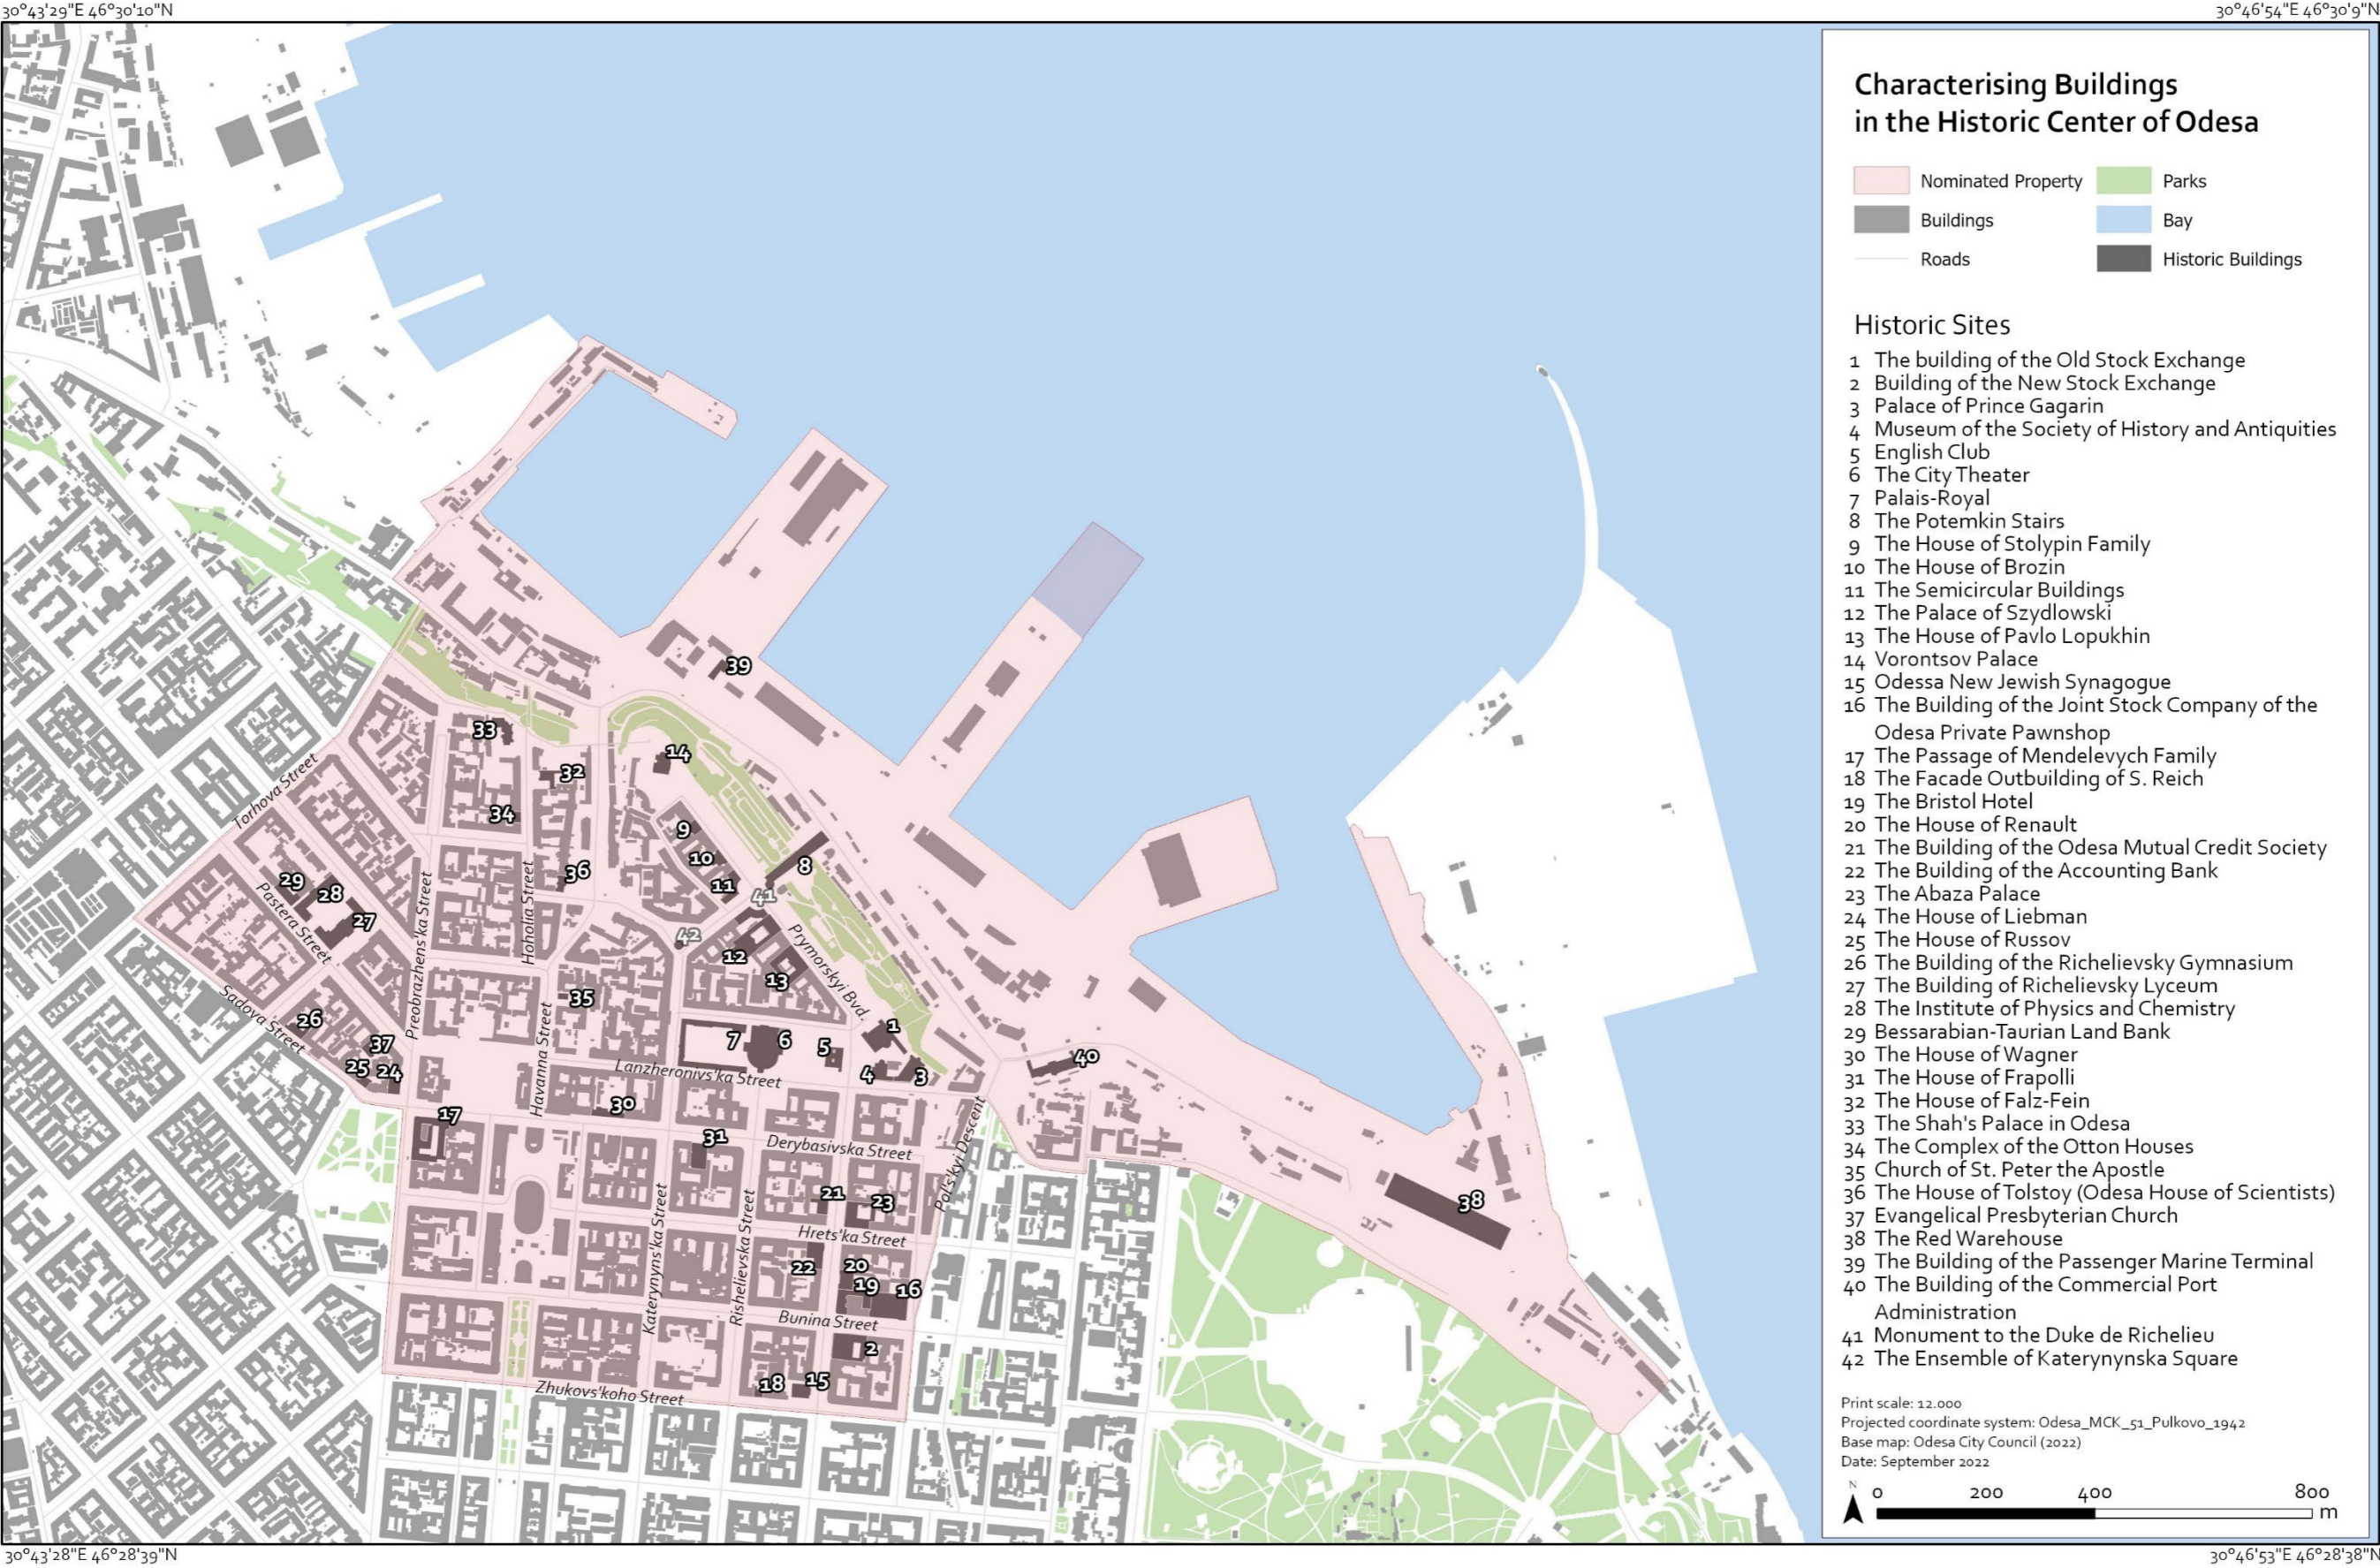 30°43'29"E 46°30'10"N
30°46'54"E 46°30'9"N
Characterising Buildings
in the Historic Center of Odesa
Nominated Property
Parks
Buildings
Bay
Roads
Historic Buildings
Historic Sites
1 The building of the Old Stock Exchange
2 Building of the New Stock Exchange
3 Palace of Prince Gagarin
4 Museum of the Society of History and Antiquities
5 English Club
6 The City Theater
7 Palais-Royal
8 The Potemkin Stairs
9 The House of Stolypin Family
10 The House of Brozin
11 The Semicircular Buildings
12 The Palace of Szydlowski
13 The House of Pavlo Lopukhin
14 Vorontsov Palace
15 Odessa New Jewish Synagogue
16 The Building of the Joint Stock Company of the
Odesa Private Pawnshop
17 The Passage of Mendelevych Family
18 The Facade Outbuilding of S. Reich
19 The Bristol Hotel
20 The House of Renault
21 The Building of the Odesa Mutual Credit Society
22 The Building of the Accounting Bank
23 The Abaza Palace
24 The House of Liebman
25 The House of Russov
26 The Building of the Richelievsky Gymnasium
27 The Building of Richelievsky Lyceum
28 The Institute of Physics and Chemistry
29 Bessarabian-Taurian Land Bank
30 The House of Wagner
31 The House of Frapolli
32 The House of Falz-Fein
33 The Shah's Palace in Odesa
34 The Complex of the Otton Houses
35 Church of St. Peter the Apostle
36 The House of Tolstoy (Odesa House of Scientists)
37 Evangelical Presbyterian Church
38 The Red Warehouse
39 The Building of the Passenger Marine Terminal
40 The Building of the Commercial Port
Administration
41 Monument to the Duke de Richelieu
42 The Ensemble of Katerynynska Square
Print scale: 12.000
Projected coordinate system: Odesa_MCK_51_Pulkovo_1942
Base map: Odesa City Council (2022)
Date: September 2022
N
0 200 400 800
m
39
33
14
32
Torhova Street
34
9
10
8
36
11
29
28
41
27
Pastera Street
Preobrazhens'ka Street
Hoholia Street
42
Prymorskyi Bvd.
12
13
35
Sadova Street
26
Havanna Street
1
7
6
5
37
40
25
24
Lanzheronivs'ka Street
4
3
30
17
Pol'skyi Descent
31
Derybasivska Street
21
23
38
Katerynyns'ka Street
Rishelievska Street
Hrets'ka Street
22
20
19
16
Bunina Street
2
18
15
Zhukovs'koho Street
30°43'28"E 46°28'39"N
30°46'53"E 46°28'38"N